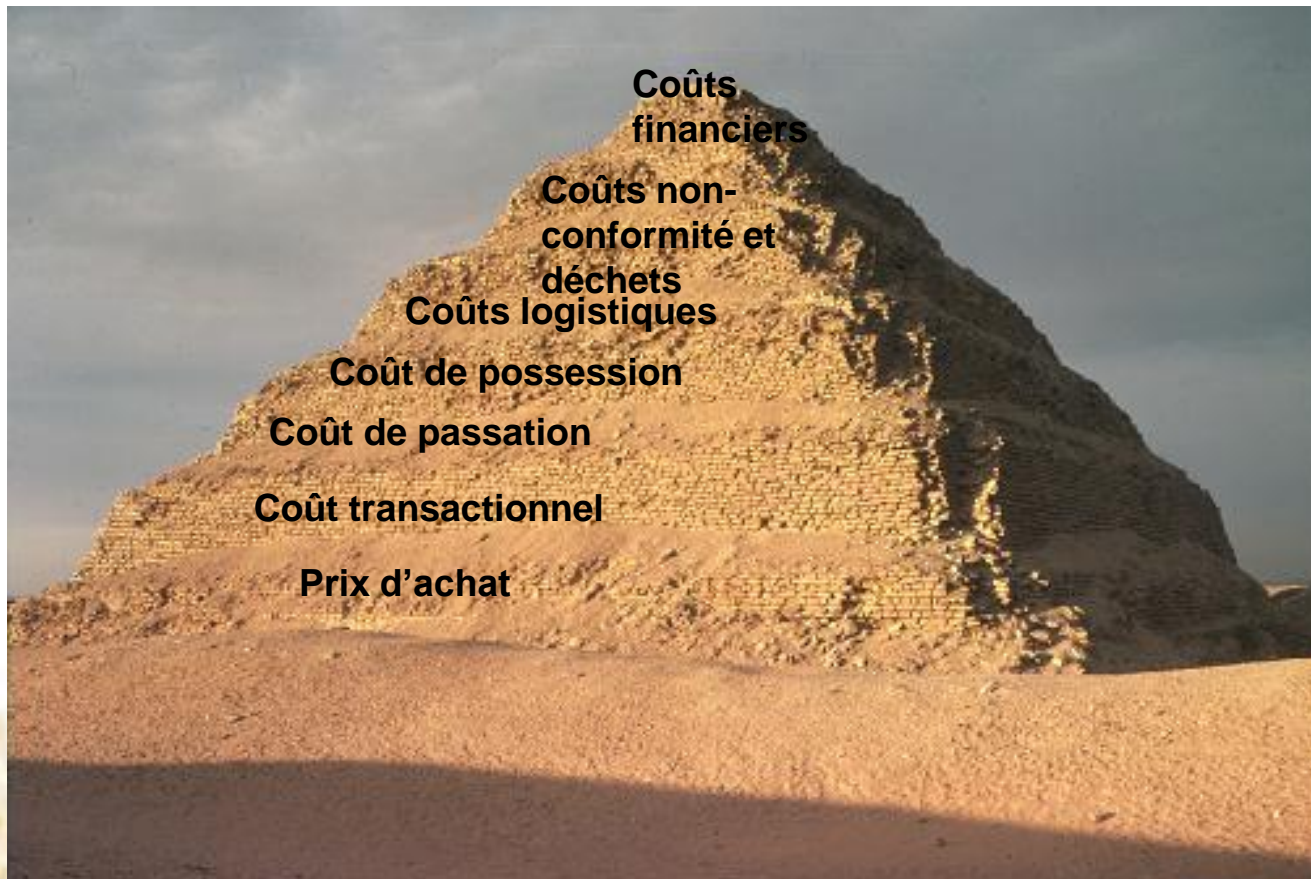 Coûts
financiers
Coûts non-
conformité et
déchets
Coûts logistiques
Coût de possession
Coût de passation
Coût transactionnel
Prix d’achat